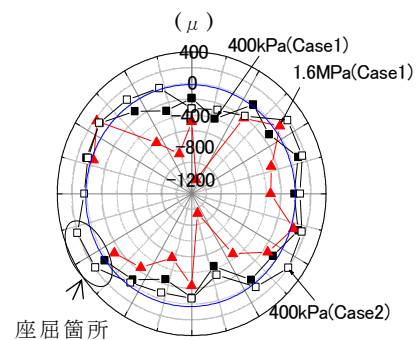 (μ)
400
400kPa(Case1)
0
1.6MPa(Case1)
-400
-800
-1200
400kPa(Case2)
座屈箇所